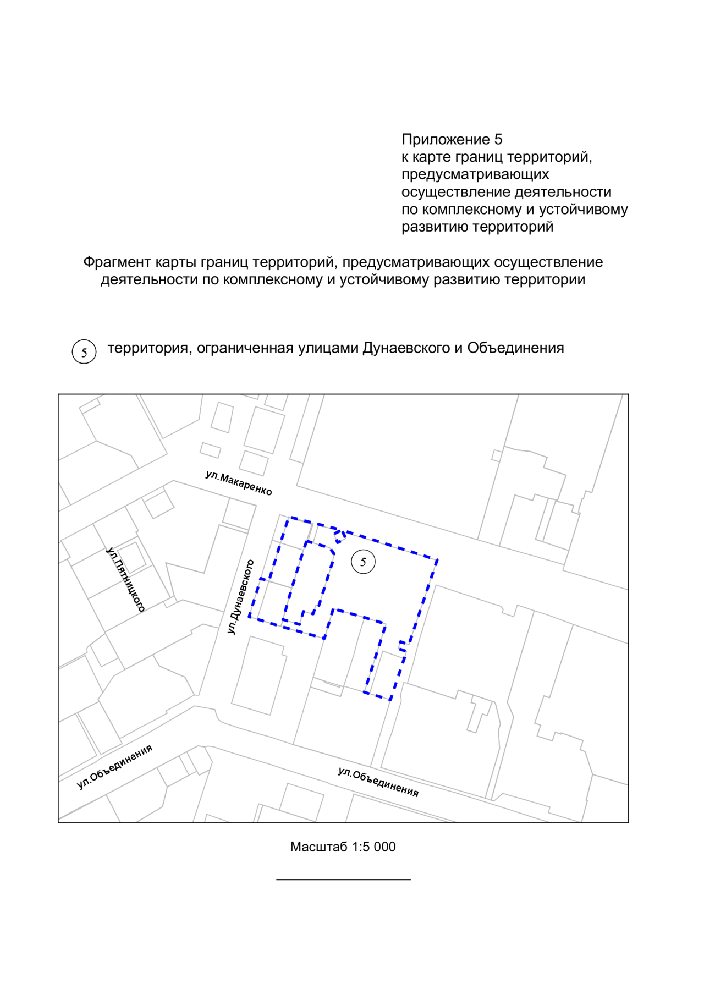 Приложение 5
к карте границ территорий,
предусматривающих
осуществление деятельности
по комплексному и устойчивому
развитию территорий
Фрагмент карты границ территорий, предусматривающих осуществление
деятельности по комплексному и устойчивому развитию территории
5 территория, ограниченная улицами Дунаевского и Объединения
ул.Макаренко
ул.Пятницкого
ул.Дунаевского
5
ул.Объединения
ул.Объединения
Масштаб 1:5 000